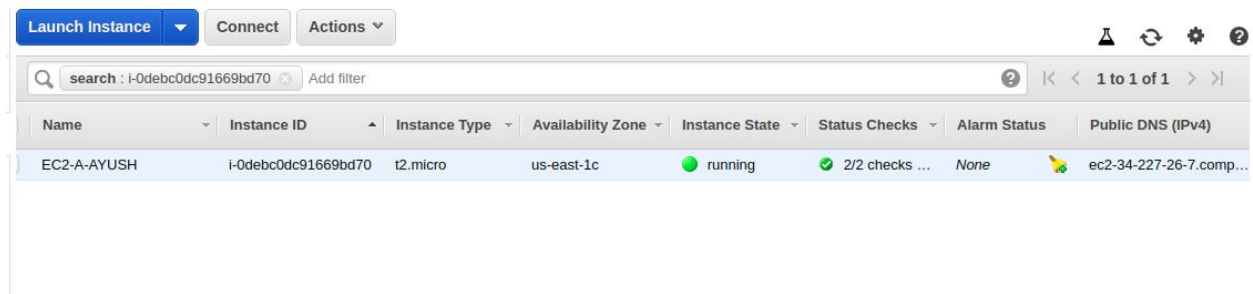 Launch Instance Connect Actions
search : i-0debc0dc91669bd70 Add filter 1 to 1 of 1
Name Instance ID Instance Type Availability Zone Instance State Status Checks Alarm Status Public DNS (IPv4)
EC2-A-AYUSH i-0debc0dc91669bd70 t2.micro us-east-1c running 2/2 checks ... None ec2-34-227-26-7.comp...